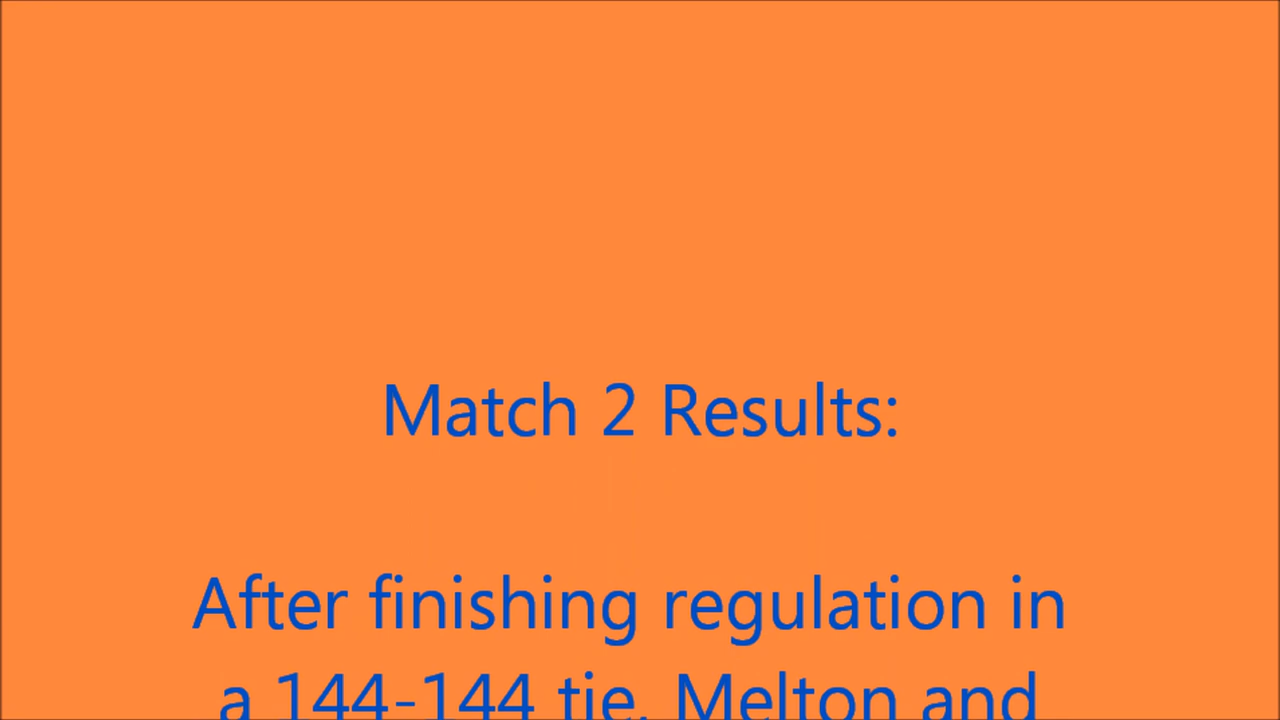 Match 2 Results:
After finishing regulation in
a 144-144 tie, Melton and